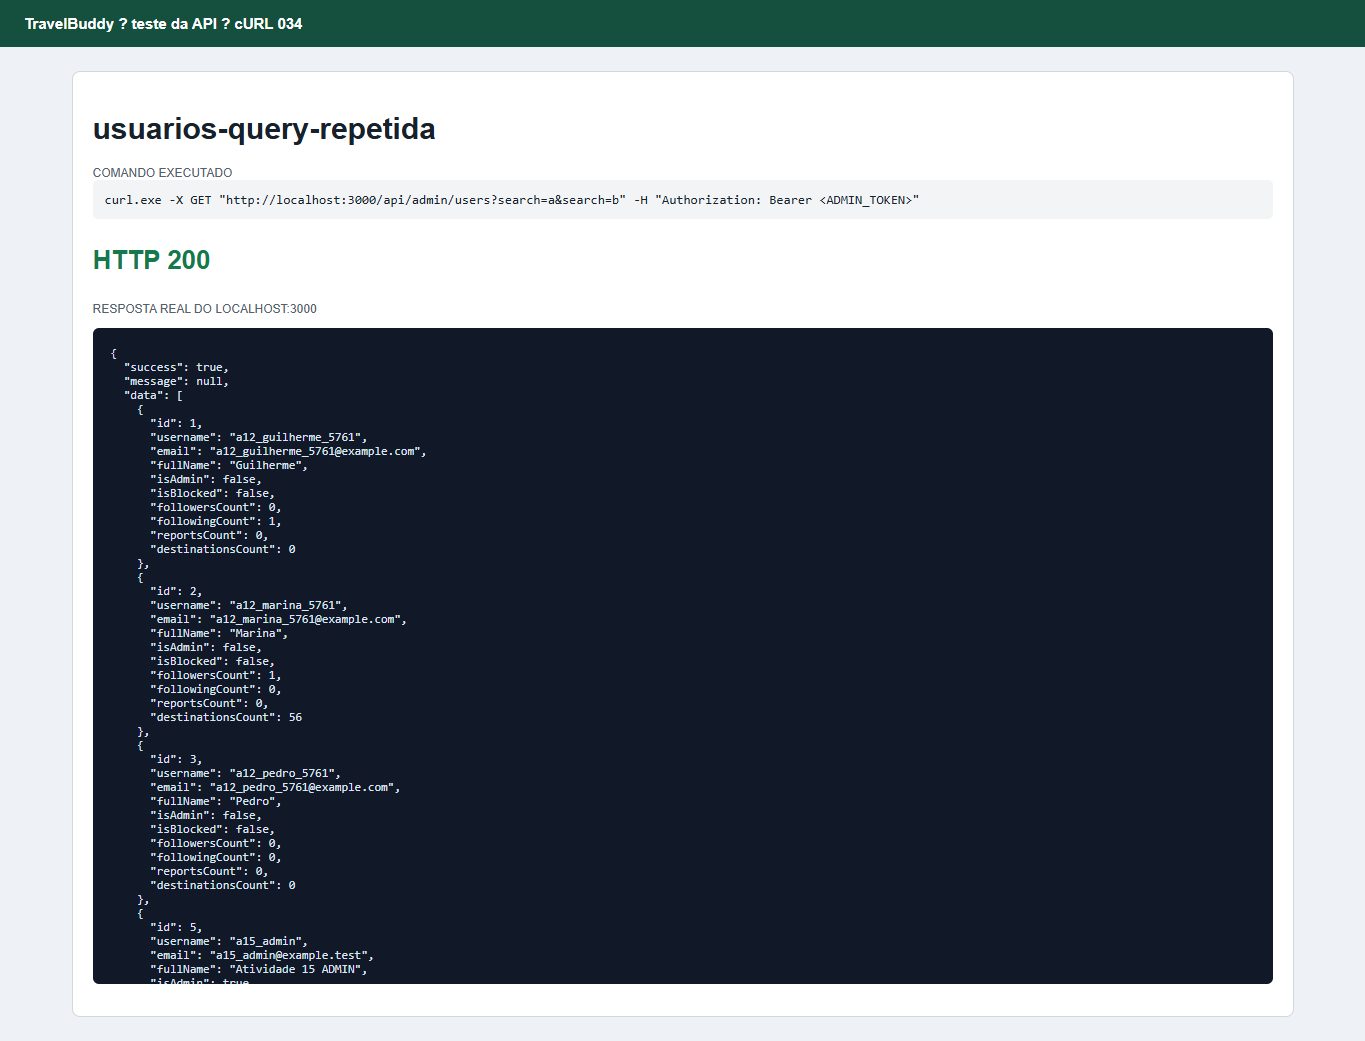 TravelBuddy ? teste da API ? cURL 034
usuarios-query-repetida
COMANDO EXECUTADO
curl.exe -X GET "http://localhost:3000/api/admin/users?search=a&search=b" -H "Authorization: Bearer <ADMIN_TOKEN>"
HTTP 200
RESPOSTA REAL DO LOCALHOST:3000
{
  "success": true,
  "message": null,
  "data": [
    {
      "id": 1,
      "username": "a12_guilherme_5761",
      "email": "a12_guilherme_5761@example.com",
      "fullName": "Guilherme",
      "isAdmin": false,
      "isBlocked": false,
      "followersCount": 0,
      "followingCount": 1,
      "reportsCount": 0,
      "destinationsCount": 0
    },
    {
      "id": 2,
      "username": "a12_marina_5761",
      "email": "a12_marina_5761@example.com",
      "fullName": "Marina",
      "isAdmin": false,
      "isBlocked": false,
      "followersCount": 1,
      "followingCount": 0,
      "reportsCount": 0,
      "destinationsCount": 56
    },
    {
      "id": 3,
      "username": "a12_pedro_5761",
      "email": "a12_pedro_5761@example.com",
      "fullName": "Pedro",
      "isAdmin": false,
      "isBlocked": false,
      "followersCount": 0,
      "followingCount": 0,
      "reportsCount": 0,
      "destinationsCount": 0
    },
    {
      "id": 5,
      "username": "a15_admin",
      "email": "a15_admin@example.test",
      "fullName": "Atividade 15 ADMIN",
      "isAdmin": true